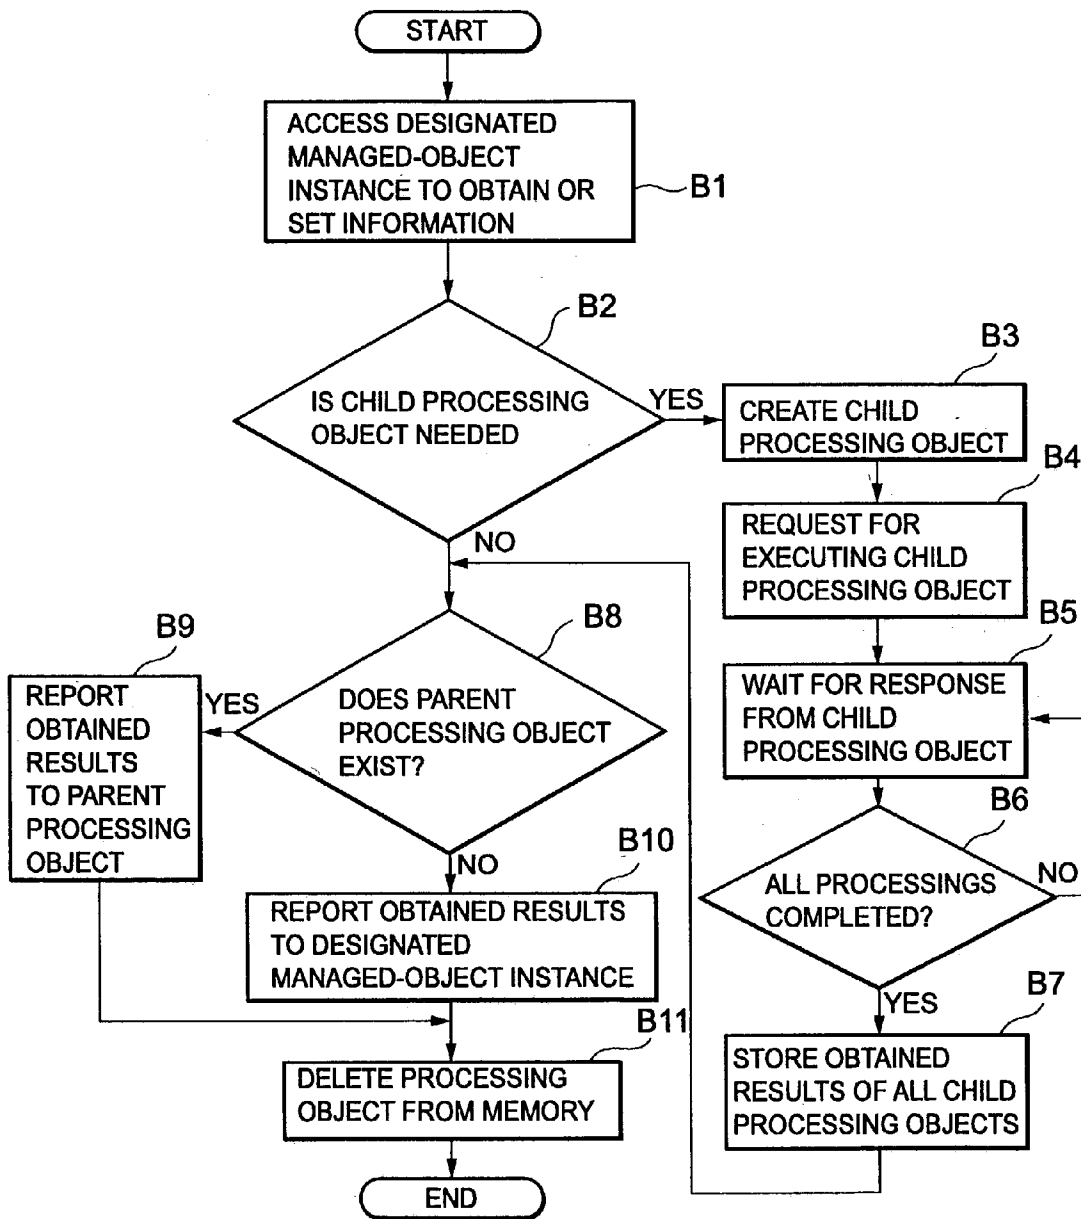 START
ACCESS DESIGNATED
MANAGED-OBJECT
INSTANCE TO OBTAIN OR
SET INFORMATION
B1
B2
IS CHILD PROCESSING
OBJECT NEEDED
YES
B3
CREATE CHILD
PROCESSING OBJECT
B4
REQUEST FOR
EXECUTING CHILD
PROCESSING OBJECT
NO
B5
WAIT FOR RESPONSE
FROM CHILD
PROCESSING OBJECT
B6
ALL PROCESSINGS
COMPLETED?
NO
YES
B7
STORE OBTAINED
RESULTS OF ALL CHILD
PROCESSING OBJECTS
B8
DOES PARENT
PROCESSING OBJECT
EXIST?
YES
B9
REPORT
OBTAINED
RESULTS
TO PARENT
PROCESSING
OBJECT
NO
B10
REPORT OBTAINED RESULTS
TO DESIGNATED
MANAGED-OBJECT INSTANCE
B11
DELETE PROCESSING
OBJECT FROM MEMORY
END